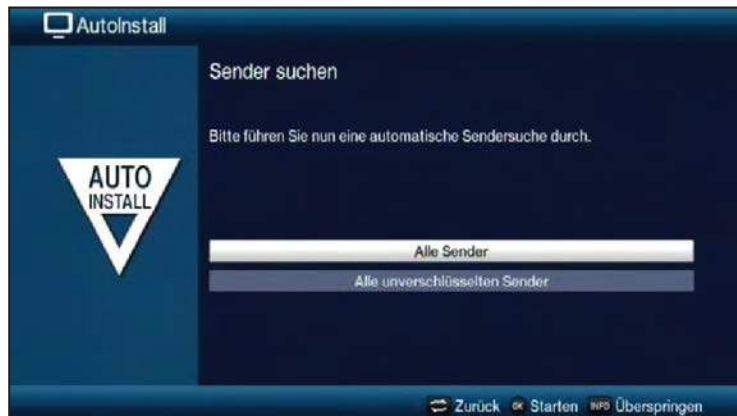 AutoInstall
Sender suchen
Bitte führen Sie nun eine automatische Sendersuche durch.
AUTO
INSTALL
Alle Sender
Alle unverschlüsselten Sender
Zurück OK Starten INFO Überspringen